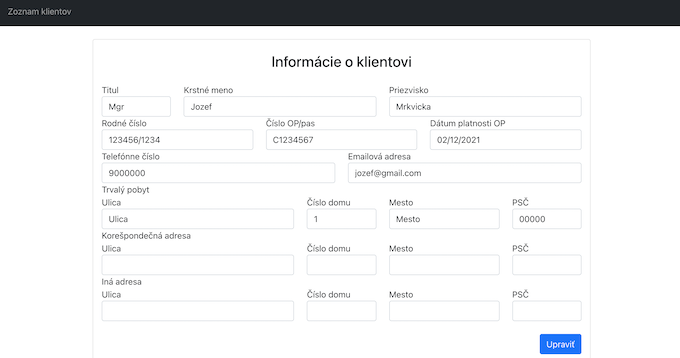 Zoznam klientov
Informácie o klientovi
Titul Krstné meno Priezvisko
Mgr Jozef Mrkvicka
Rodné číslo Číslo OP/pas Dátum platnosti OP
123456/1234 C1234567 02/12/2021
Telefónne číslo Emailová adresa
9000000 jozef@gmail.com
Trvalý pobyt
Ulica Číslo domu Mesto PSČ
Ulica 1 Mesto 00000
Korešpondečná adresa
Ulica Číslo domu Mesto PSČ
Iná adresa
Ulica Číslo domu Mesto PSČ
Upraviť